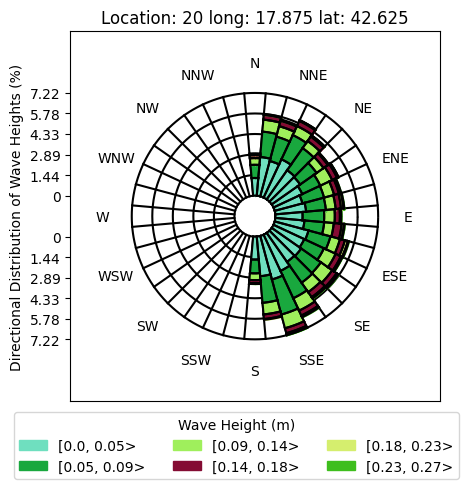 Location: 20 long: 17.875 lat: 42.625
Directional Distribution of Wave Heights (%)
7.22
5.78
4.33
2.89
1.44
0
0
1.44
2.89
4.33
5.78
7.22
N
NNE
NE
ENE
E
ESE
SE
SSE
S
SSW
SW
WSW
W
WNW
NW
NNW
Wave Height (m)
[0.0, 0.05> [0.09, 0.14> [0.18, 0.23>
[0.05, 0.09> [0.14, 0.18> [0.23, 0.27>